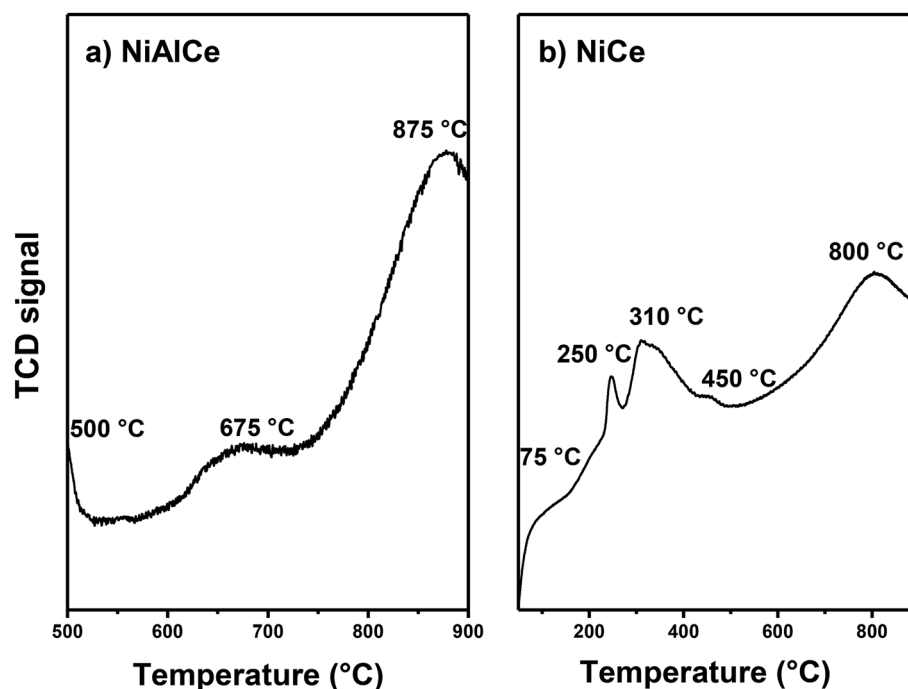 a) NiAlCe
875 °C
500 °C
675 °C
500 600 700 800 900
Temperature (°C)
TCD signal
b) NiCe
800 °C
310 °C
250 °C
450 °C
75 °C
200 400 600 800
Temperature (°C)